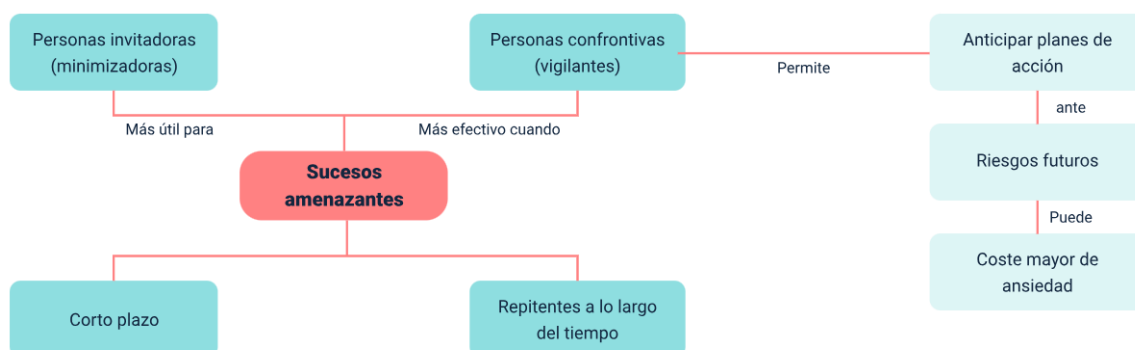 Personas invitadoras
(minimizadoras)
Personas confrontivas
(vigilantes)
Permite
Anticipar planes de
acción
Más útil para
Más efectivo cuando
ante
Sucesos
amenazantes
Riesgos futuros
Puede
Coste mayor de
ansiedad
Corto plazo
Repitentes a lo largo
del tiempo